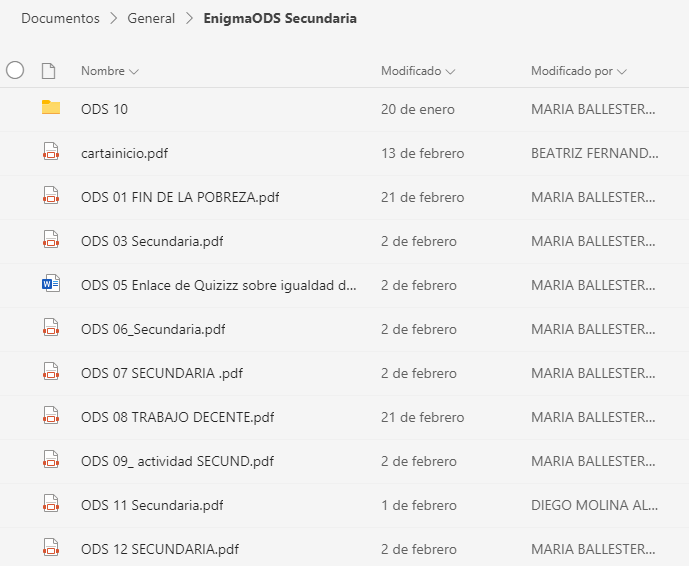 Documentos > General > EnigmaODS Secundaria
Nombre Modificado Modificado por
ODS 10 20 de enero MARIA BALLESTER...
cartainicio.pdf 13 de febrero BEATRIZ FERNAND...
ODS 01 FIN DE LA POBREZA.pdf 21 de febrero MARIA BALLESTER...
ODS 03 Secundaria.pdf 2 de febrero MARIA BALLESTER...
ODS 05 Enlace de Quizizz sobre igualdad d... 2 de febrero MARIA BALLESTER...
ODS 06_Secundaria.pdf 2 de febrero MARIA BALLESTER...
ODS 07 SECUNDARIA .pdf 2 de febrero MARIA BALLESTER...
ODS 08 TRABAJO DECENTE.pdf 21 de febrero MARIA BALLESTER...
ODS 09_ actividad SECUND.pdf 2 de febrero MARIA BALLESTER...
ODS 11 Secundaria.pdf 1 de febrero DIEGO MOLINA AL...
ODS 12 SECUNDARIA.pdf 2 de febrero MARIA BALLESTER...